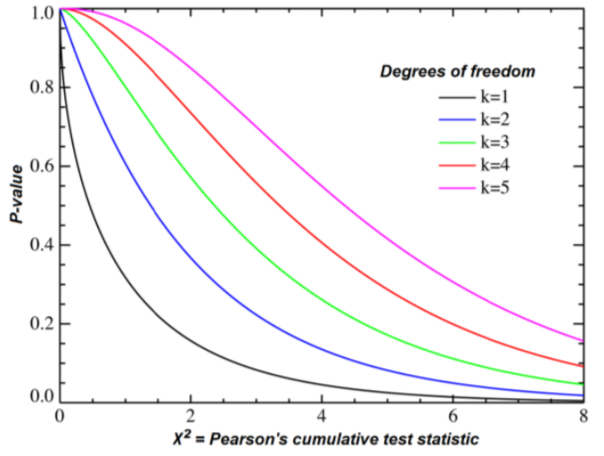 1.0
0.8
0.6
0.4
0.2
0.0
P-value
Degrees of freedom
k=1
k=2
k=3
k=4
k=5
0 2 4 6 8
X² = Pearson's cumulative test statistic